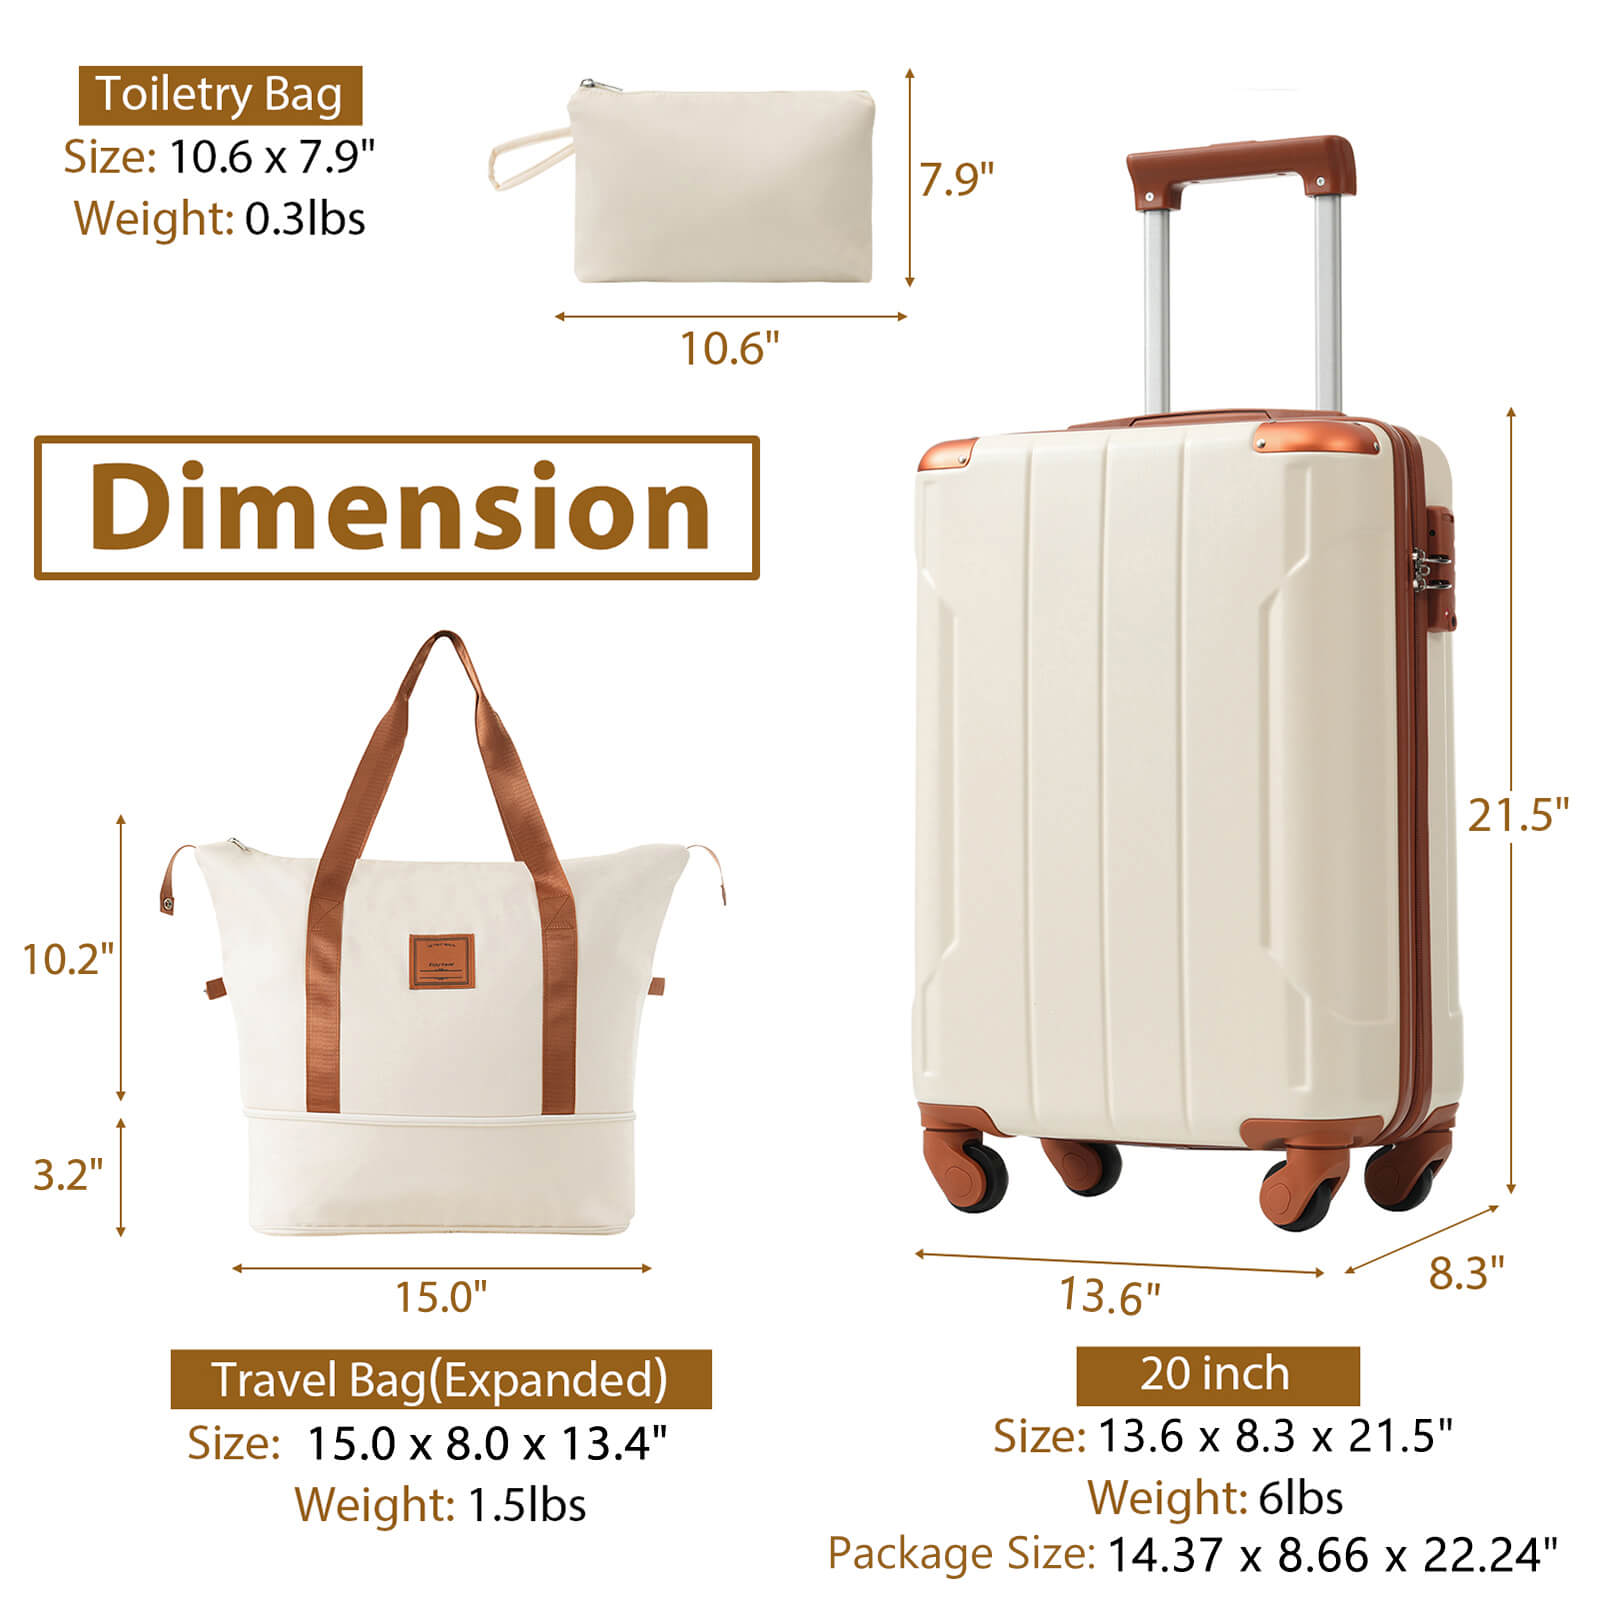 Toiletry Bag
Size: 10.6 x 7.9"
Weight: 0.3lbs
7.9"
10.6"
Dimension
21.5"
10.2"
3.2"
15.0"
13.6"
8.3"
Travel Bag(Expanded)
Size: 15.0 x 8.0 x 13.4"
Weight: 1.5lbs
20 inch
Size: 13.6 x 8.3 x 21.5"
Weight: 6lbs
Package Size: 14.37 x 8.66 x 22.24"